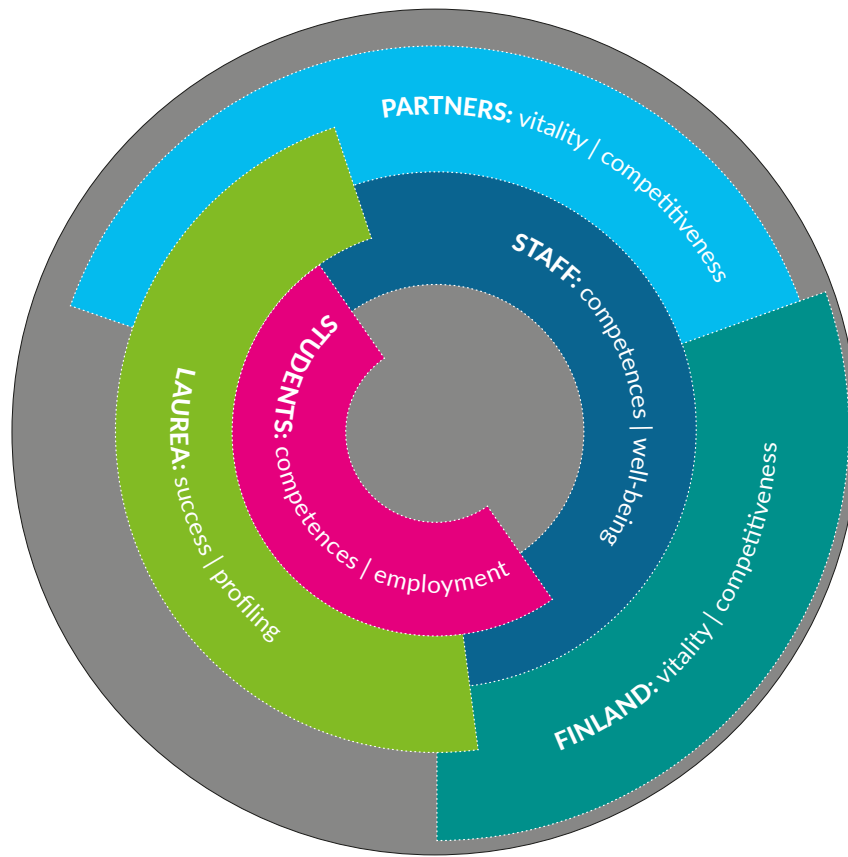 PARTNERS: vitality | competitiveness
STAFF: competences | well-being
STUDENTS: competences | employment
LAUREA: success | profiling
FINLAND: vitality | competitiveness